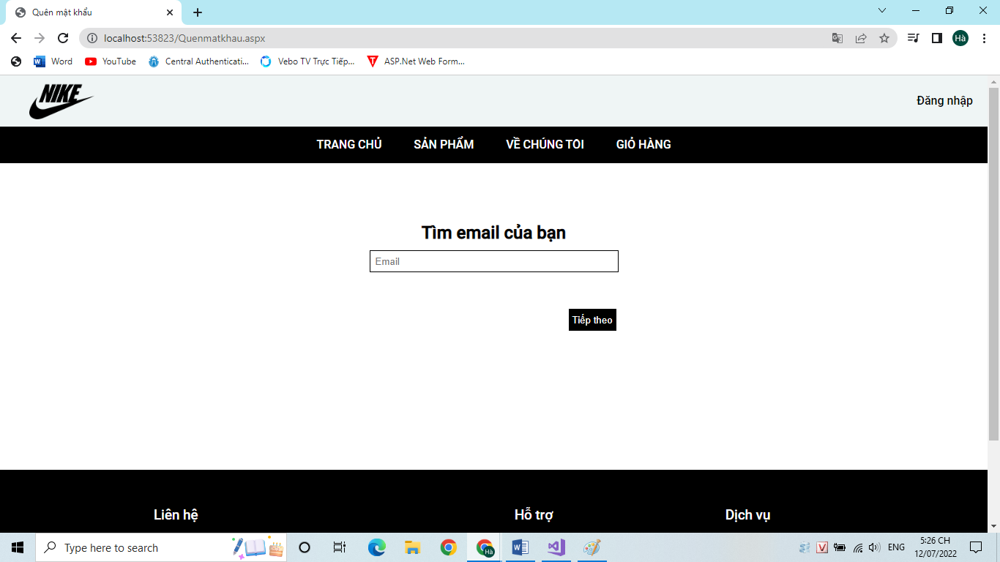 Quên mật khẩu
localhost:53823/Quenmatkhau.aspx
Hà
Word
YouTube
Central Authenticati...
Vebo TV Trực Tiếp...
ASP.Net Web Form...
NIKE
Đăng nhập
TRANG CHỦ
SẢN PHẨM
VỀ CHÚNG TÔI
GIỎ HÀNG
Tìm email của bạn
Email
Tiếp theo
Liên hệ
Hỗ trợ
Dịch vụ
Type here to search
Hà
ENG
5:26 CH
12/07/2022